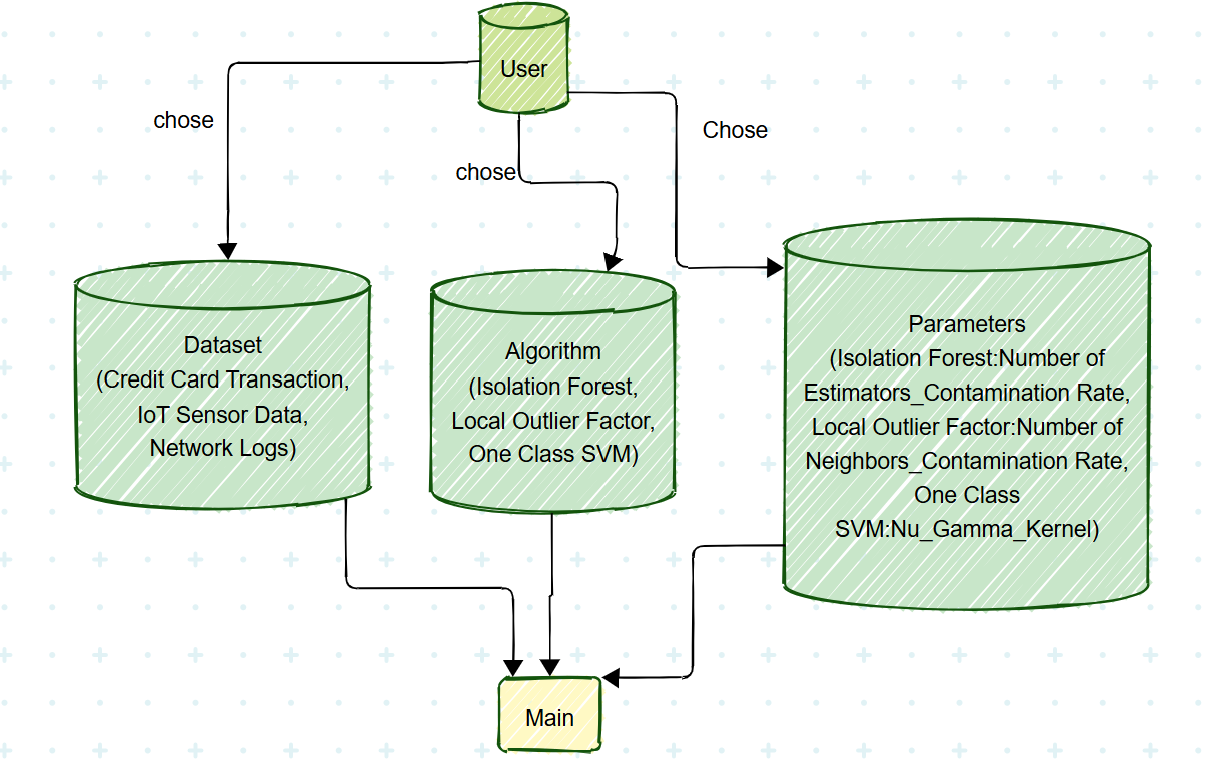 User
chose
Chose
chose
Dataset
(Credit Card Transaction,
IoT Sensor Data,
Network Logs)
Algorithm
(Isolation Forest,
Local Outlier Factor,
One Class SVM)
Parameters
(Isolation Forest:Number of
Estimators_Contamination Rate,
Local Outlier Factor:Number of
Neighbors_Contamination Rate,
One Class
SVM:Nu_Gamma_Kernel)
Main